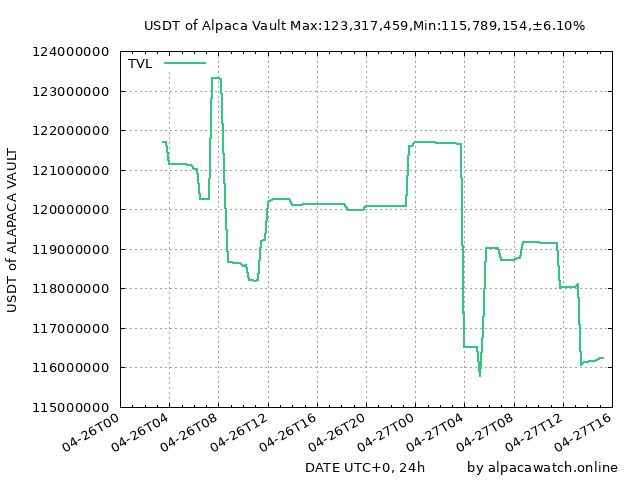 USDT of Alpaca Vault Max:123,317,459,Min:115,789,154,±6.10%
TVL
124000000
123000000
122000000
121000000
120000000
119000000
118000000
117000000
116000000
115000000
USDT of ALAPACA VAULT
04-26T00
04-26T04
04-26T08
04-26T12
04-26T16
04-26T20
04-27T00
04-27T04
04-27T08
04-27T12
04-27T16
DATE UTC+0, 24h
by alpacawatch.online